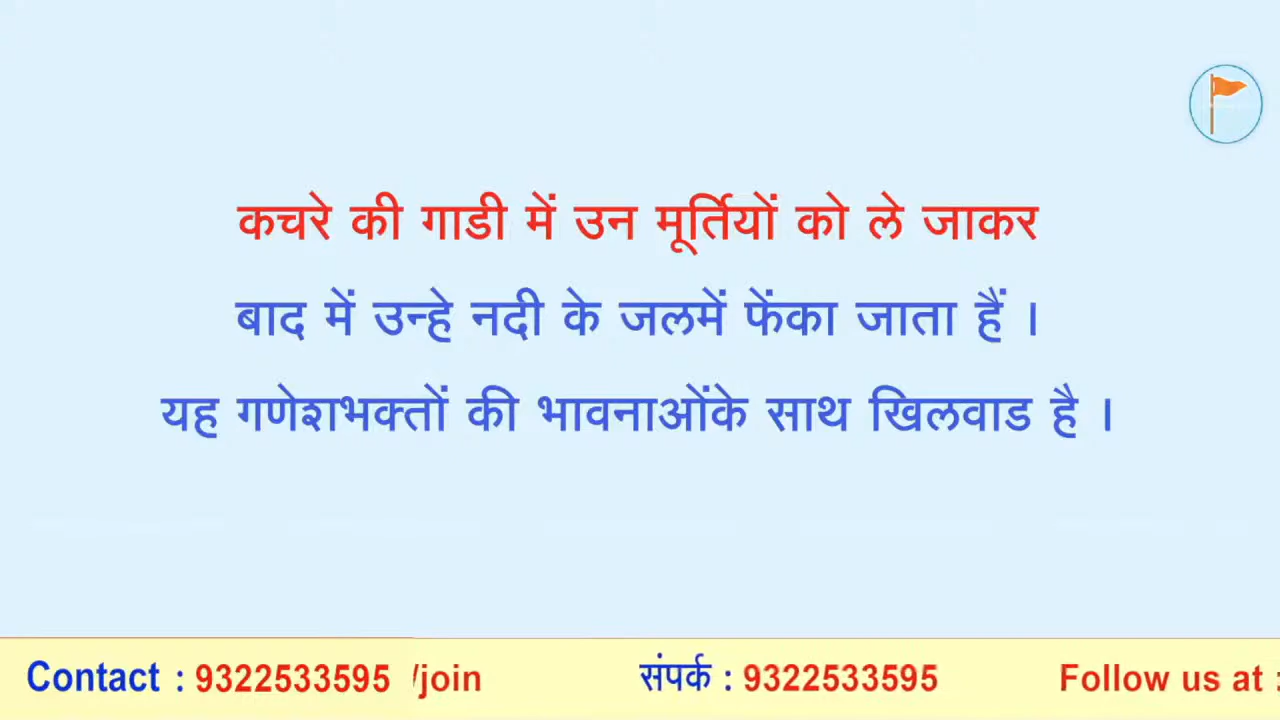 कचरे की गाडी में उन मूर्तियों को ले जाकर
बाद में उन्हे नदी के जलमें फेंका जाता हैं ।
यह गणेशभक्तों की भावनाओंके साथ खिलवाड है ।
Contact : 9322533595 /join संपर्क : 9322533595 Follow us at :